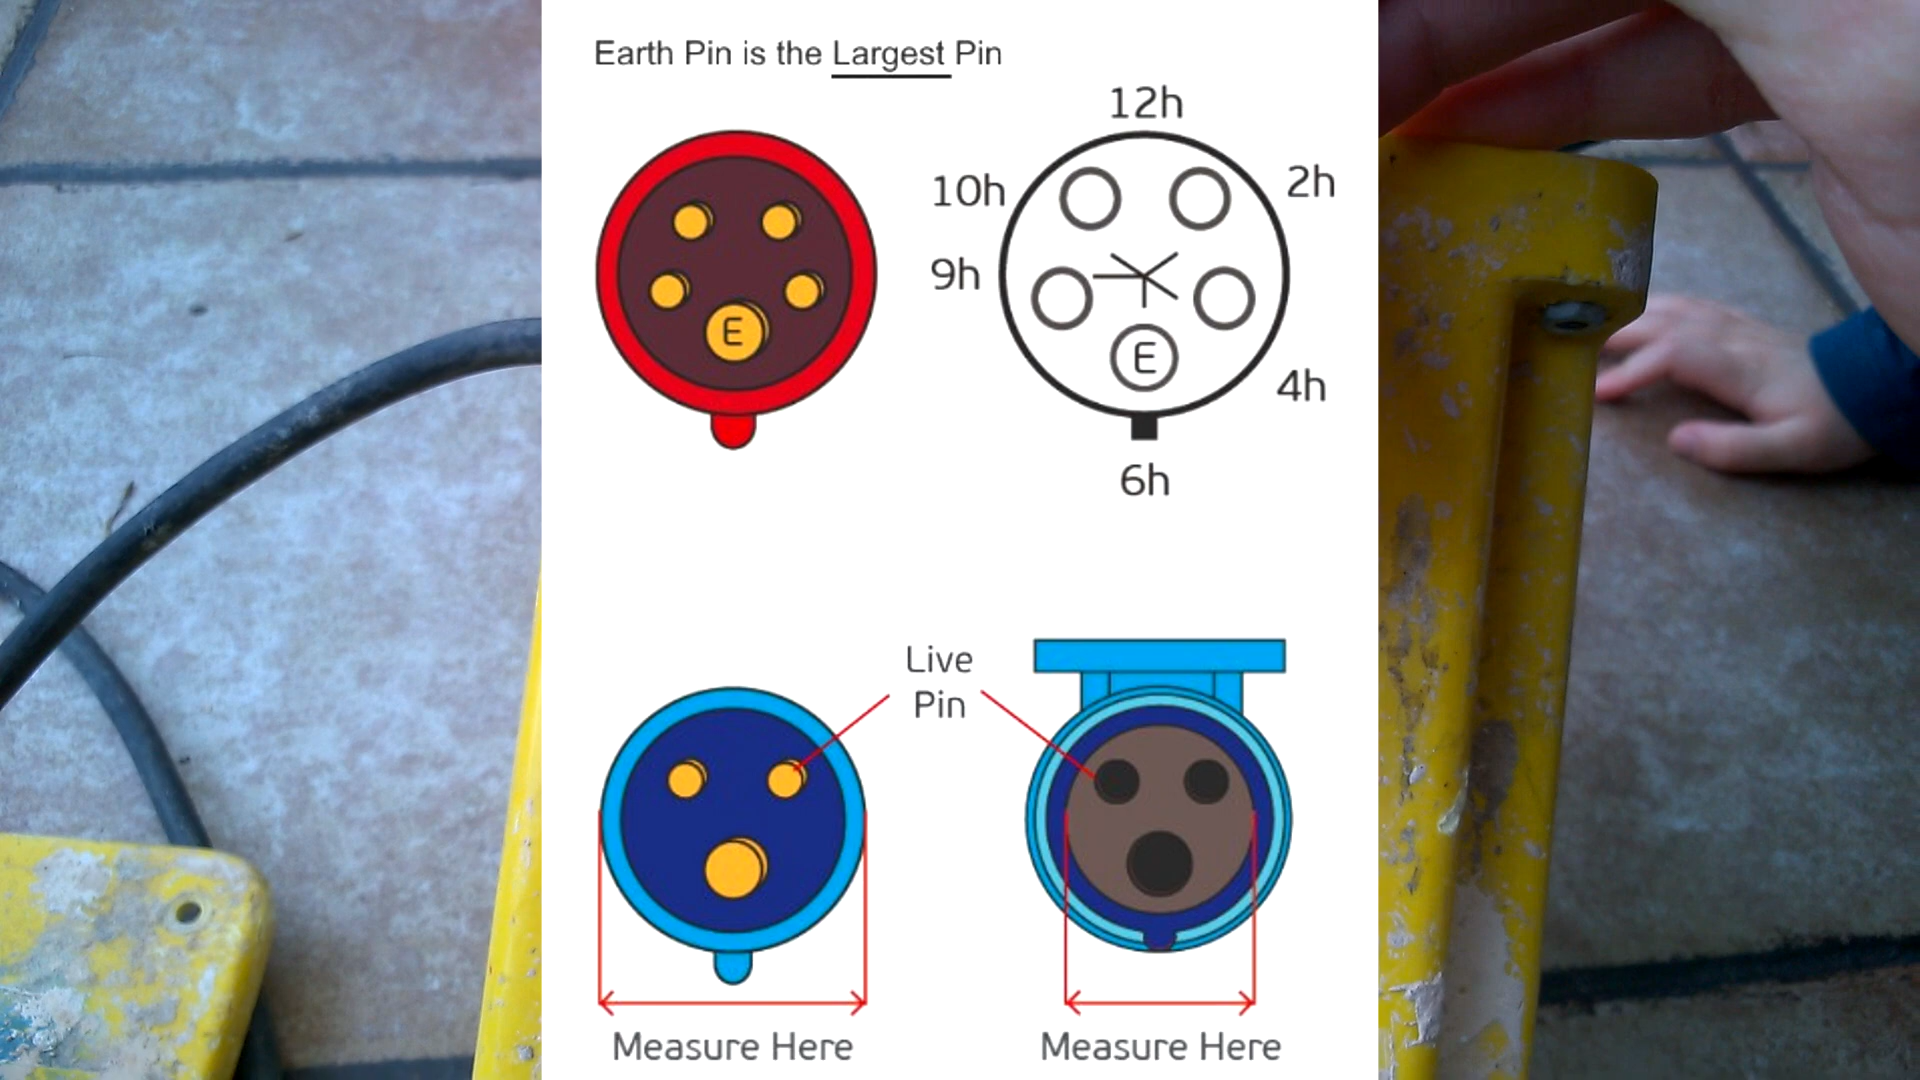 Earth Pin is the Largest Pin
12h
10h
2h
9h
E
E
4h
6h
Live
Pin
Measure Here
Measure Here